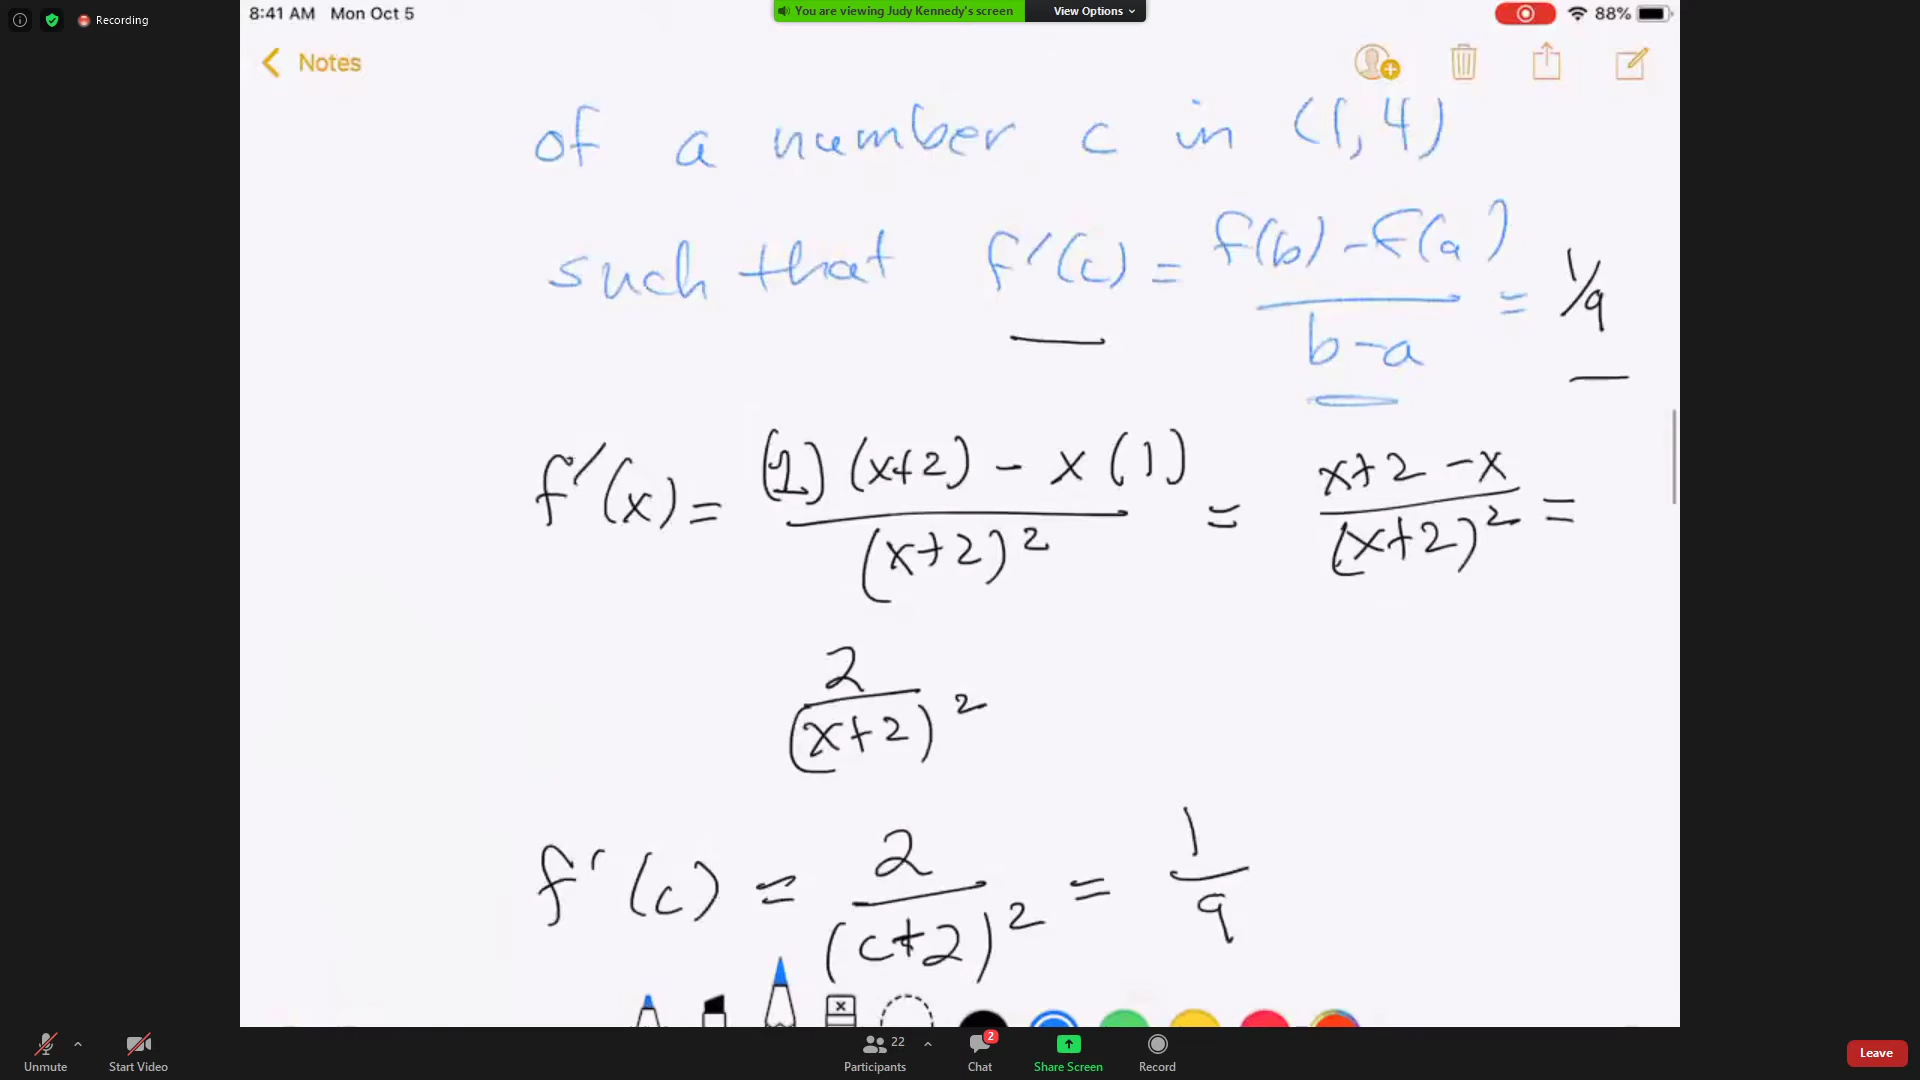 Recording
8:41 AM Mon Oct 5
You are viewing Judy Kennedy's screen
View Options
88%
Notes
of a number c in (1,4)
such that f'(c) = f(b) - f(a) / b - a = 1/9
f'(x) = (1)(x+2) - x(1) / (x+2)² = x+2-x / (x+2)² =
2 / (x+2)²
f'(c) = 2 / (c+2)² = 1 / 9
Unmute
Start Video
22
Participants
2
Chat
Share Screen
Record
Leave